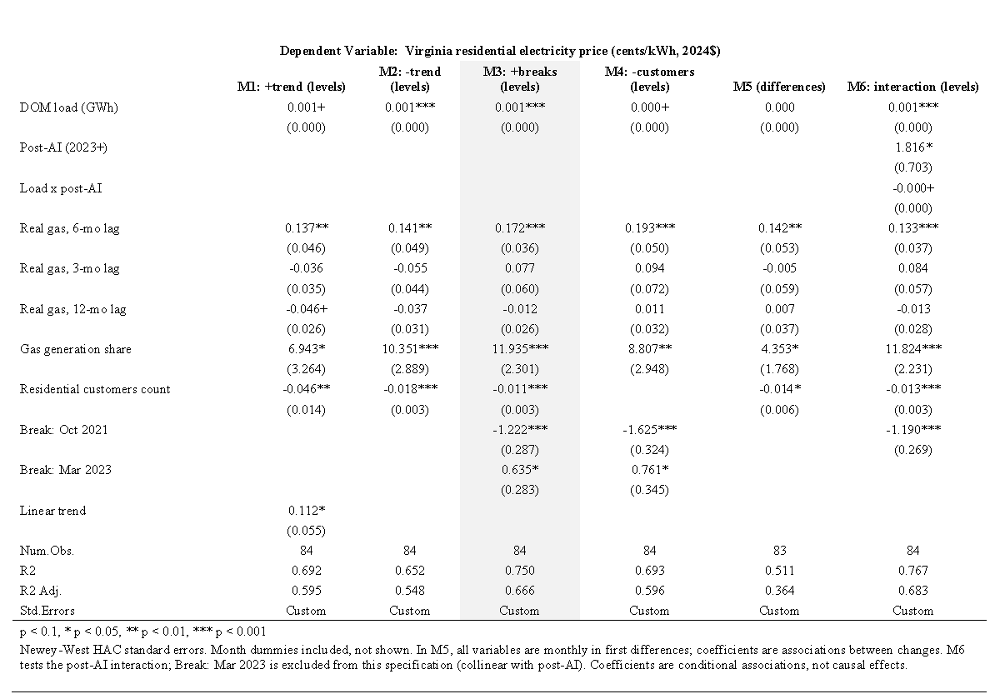 Dependent Variable: Virginia residential electricity price (cents/kWh, 2024$)
M1: +trend (levels) M2: -trend (levels) M3: +breaks (levels) M4: -customers (levels) M5 (differences) M6: interaction (levels)
DOM load (GWh) 0.001+ 0.001*** 0.001*** 0.000+ 0.000 0.001***
(0.000) (0.000) (0.000) (0.000) (0.000) (0.000)
Post-AI (2023+) 1.816*
(0.703)
Load x post-AI -0.000+
(0.000)
Real gas, 6-mo lag 0.137** 0.141** 0.172*** 0.193*** 0.142** 0.133***
(0.046) (0.049) (0.036) (0.050) (0.053) (0.037)
Real gas, 3-mo lag -0.036 -0.055 0.077 0.094 -0.005 0.084
(0.035) (0.044) (0.060) (0.072) (0.059) (0.057)
Real gas, 12-mo lag -0.046+ -0.037 -0.012 0.011 0.007 -0.013
(0.026) (0.031) (0.026) (0.032) (0.037) (0.028)
Gas generation share 6.943* 10.351*** 11.935*** 8.807** 4.353* 11.824***
(3.264) (2.889) (2.301) (2.948) (1.768) (2.231)
Residential customers count -0.046** -0.018*** -0.011*** -0.014* -0.013***
(0.014) (0.003) (0.003) (0.006) (0.003)
Break: Oct 2021 -1.222*** -1.625*** -1.190***
(0.287) (0.324) (0.269)
Break: Mar 2023 0.635* 0.761*
(0.283) (0.345)
Linear trend 0.112*
(0.055)
Num.Obs. 84 84 84 84 83 84
R2 0.692 0.652 0.750 0.693 0.511 0.767
R2 Adj. 0.595 0.548 0.666 0.596 0.364 0.683
Std.Errors Custom Custom Custom Custom Custom Custom
p < 0.1, * p < 0.05, ** p < 0.01, *** p < 0.001
Newey-West HAC standard errors. Month dummies included, not shown. In M5, all variables are monthly in first differences; coefficients are associations between changes. M6
tests the post-AI interaction; Break: Mar 2023 is excluded from this specification (collinear with post-AI). Coefficients are conditional associations, not causal effects.